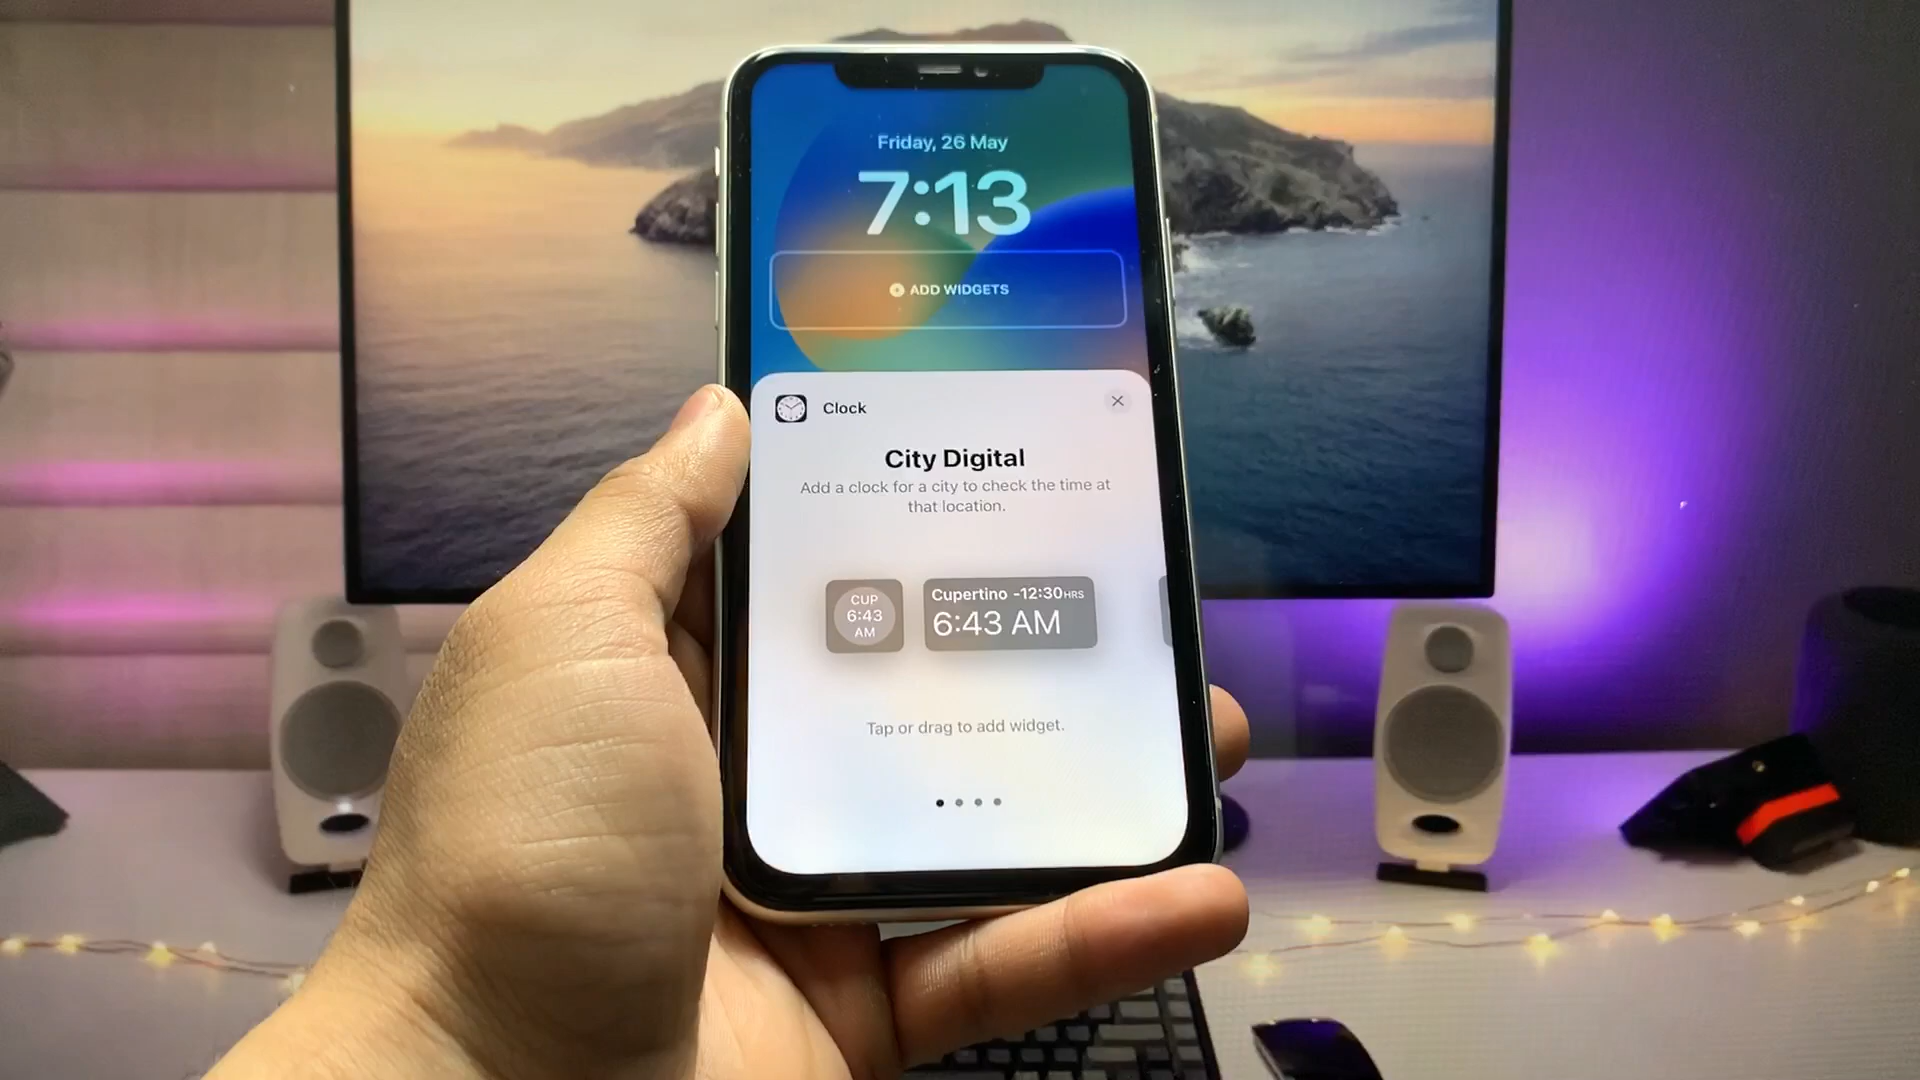 Friday, 26 May
7:13
ADD WIDGETS
Clock
City Digital
Add a clock for a city to check the time at
that location.
CUP
6:43
AM
Cupertino -12:30HRS
6:43 AM
Tap or drag to add widget.